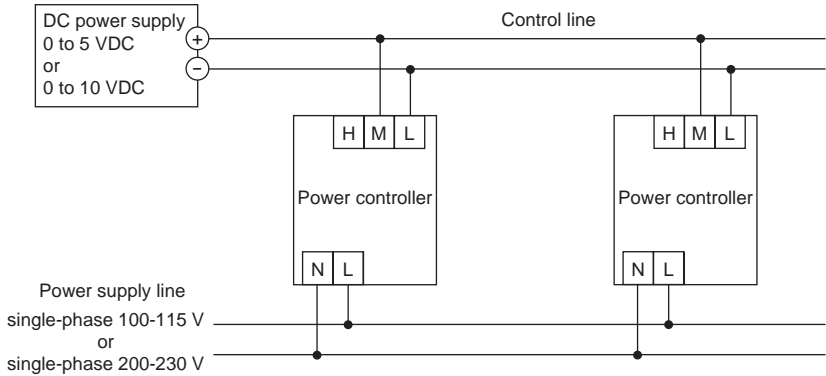 DC power supply
0 to 5 VDC
or
0 to 10 VDC
+
−
Control line
H M L
H M L
Power controller
Power controller
N L
N L
Power supply line
single-phase 100-115 V
or
single-phase 200-230 V